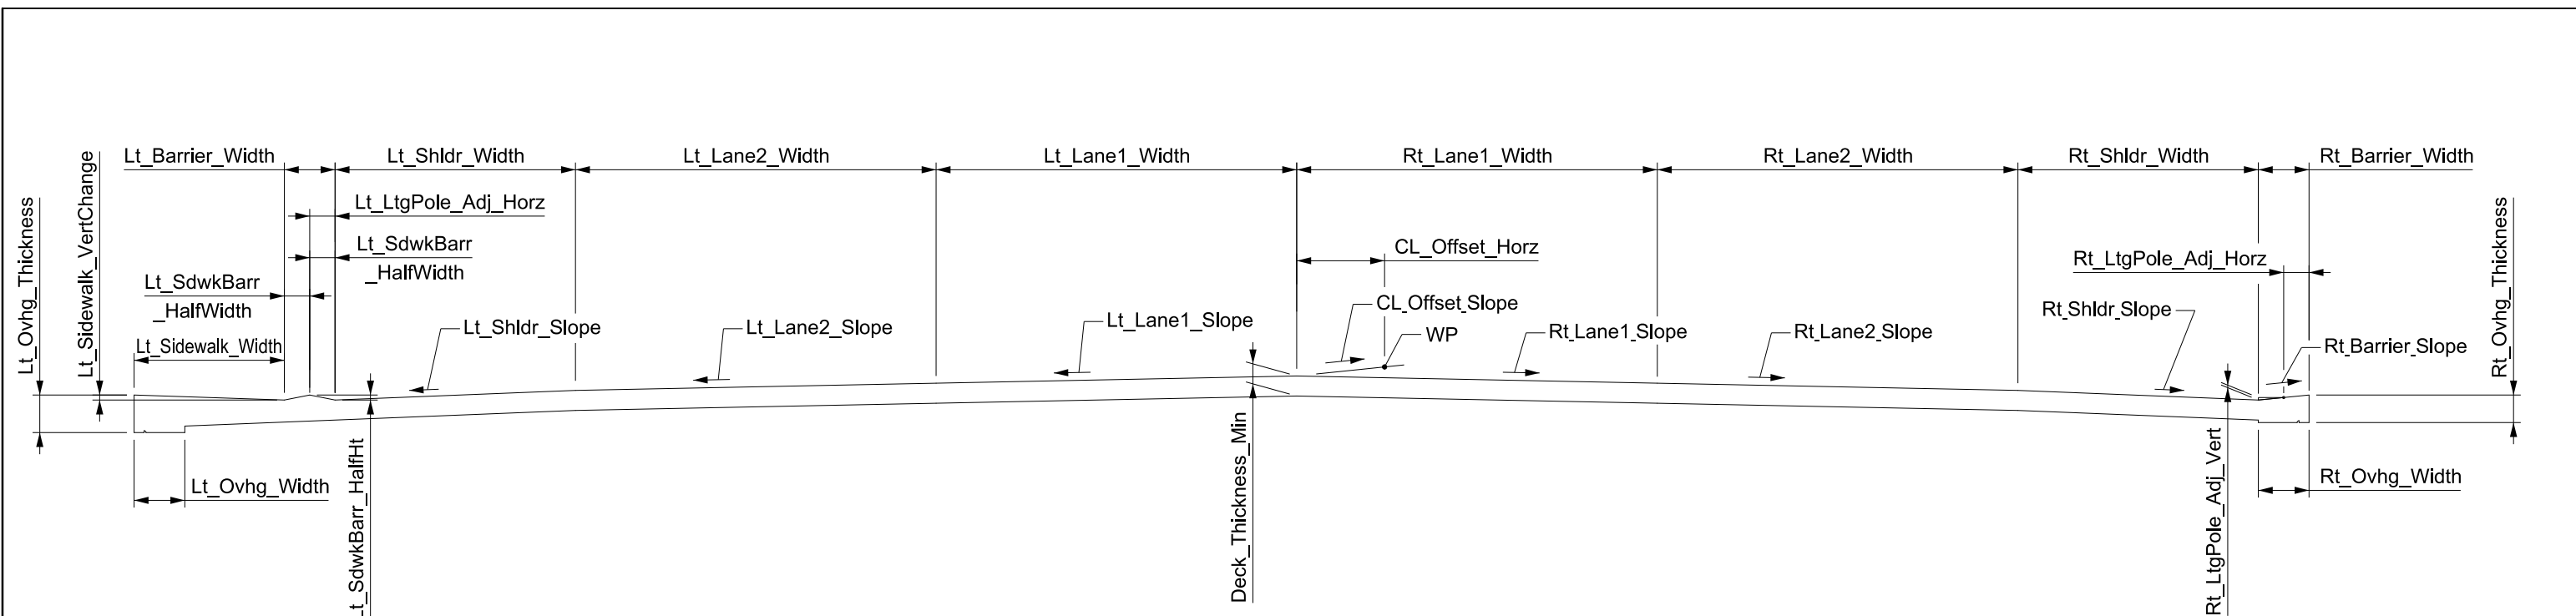 Lt_Barrier_Width
Lt_Shldr_Width
Lt_Lane2_Width
Lt_Lane1_Width
Rt_Lane1_Width
Rt_Lane2_Width
Rt_Shldr_Width
Rt_Barrier_Width
Lt_Ovhg_Thickness
Lt_Sidewalk_VertChange
Lt_LtgPole_Adj_Horz
Lt_SdwkBarr
_HalfWidth
Lt_SdwkBarr
_HalfWidth
CL_Offset_Horz
Rt_LtgPole_Adj_Horz
Rt_Ovhg_Thickness
Lt_Sidewalk_Width
Lt_Shldr_Slope
Lt_Lane2_Slope
Lt_Lane1_Slope
CL_Offset_Slope
WP
Rt_Lane1_Slope
Rt_Lane2_Slope
Rt_Shldr_Slope
Rt_Barrier_Slope
Lt_Ovhg_Width
Lt_SdwkBarr_HalfHt
Deck_Thickness_Min
Rt_LtgPole_Adj_Vert
Rt_Ovhg_Width